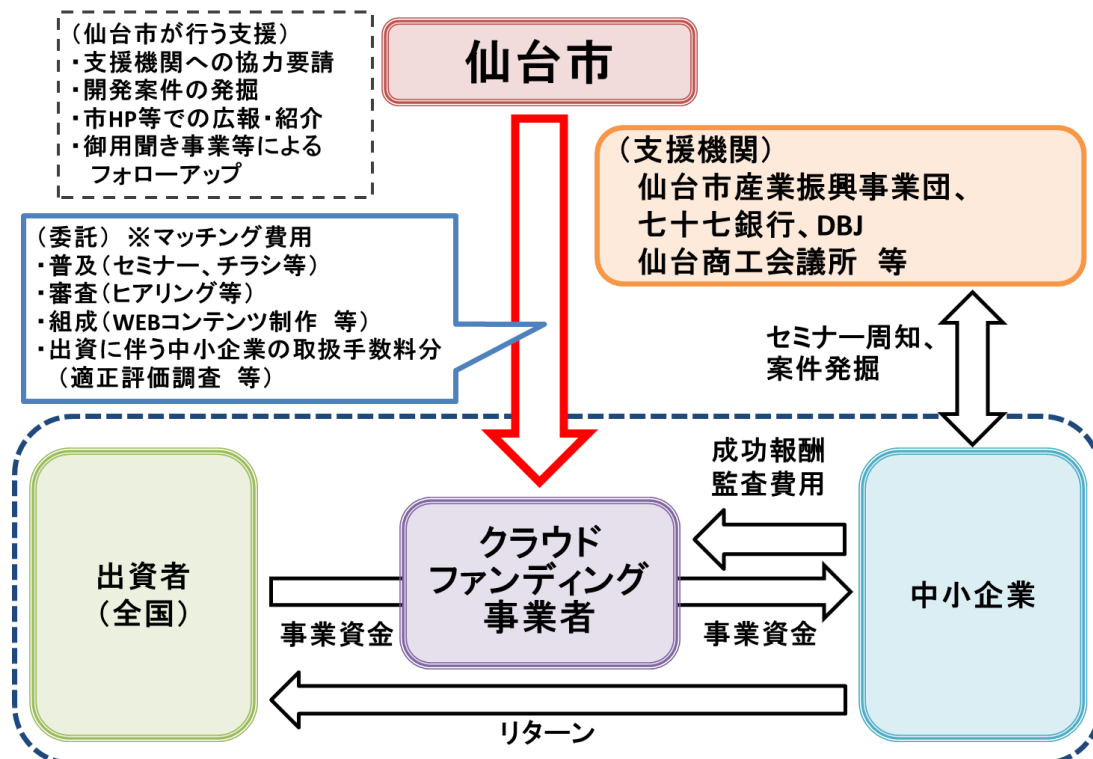 (仙台市が行う支援)
・支援機関への協力要請
・開発案件の発掘
・市HP等での広報・紹介
・御用聞き事業等による
フォローアップ
仙台市
(支援機関)
仙台市産業振興事業団、
七十七銀行、DBJ
仙台商工会議所 等
(委託) ※マッチング費用
・普及(セミナー、チラシ等)
・審査(ヒアリング等)
・組成(WEBコンテンツ制作 等)
・出資に伴う中小企業の取扱手数料分
(適正評価調査 等)
セミナー周知、
案件発掘
成功報酬
監査費用
出資者
(全国)
クラウド
ファンディング
事業者
中小企業
事業資金
事業資金
リターン